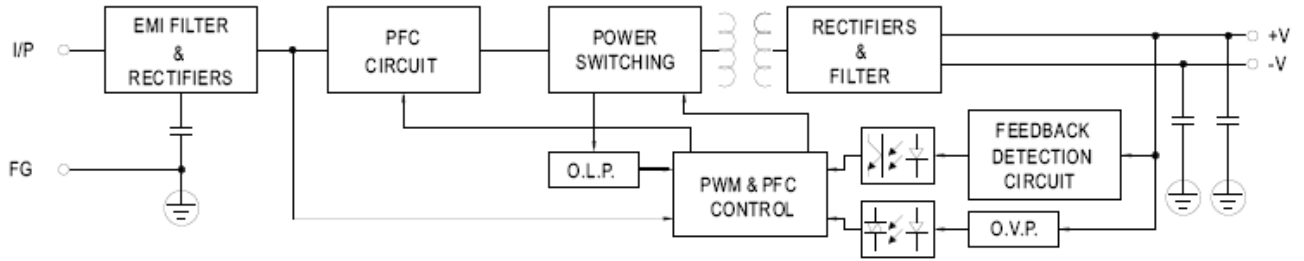 EMI FILTER
&
RECTIFIERS
I/P
PFC
CIRCUIT
POWER
SWITCHING
RECTIFIERS
&
FILTER
+V
-V
FG
O.L.P.
PWM & PFC
CONTROL
FEEDBACK
DETECTION
CIRCUIT
O.V.P.